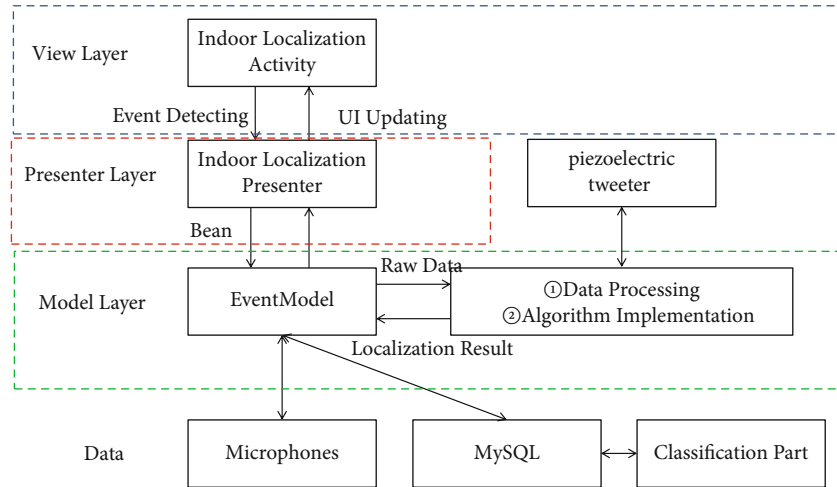 Indoor Localization
Activity
View Layer
Event Detecting
UI Updating
Indoor Localization
Presenter
Presenter Layer
piezoelectric
tweeter
Bean
Raw Data
Model Layer
EventModel
①Data Processing
②Algorithm Implementation
Localization Result
Data
Microphones
MySQL
Classification Part